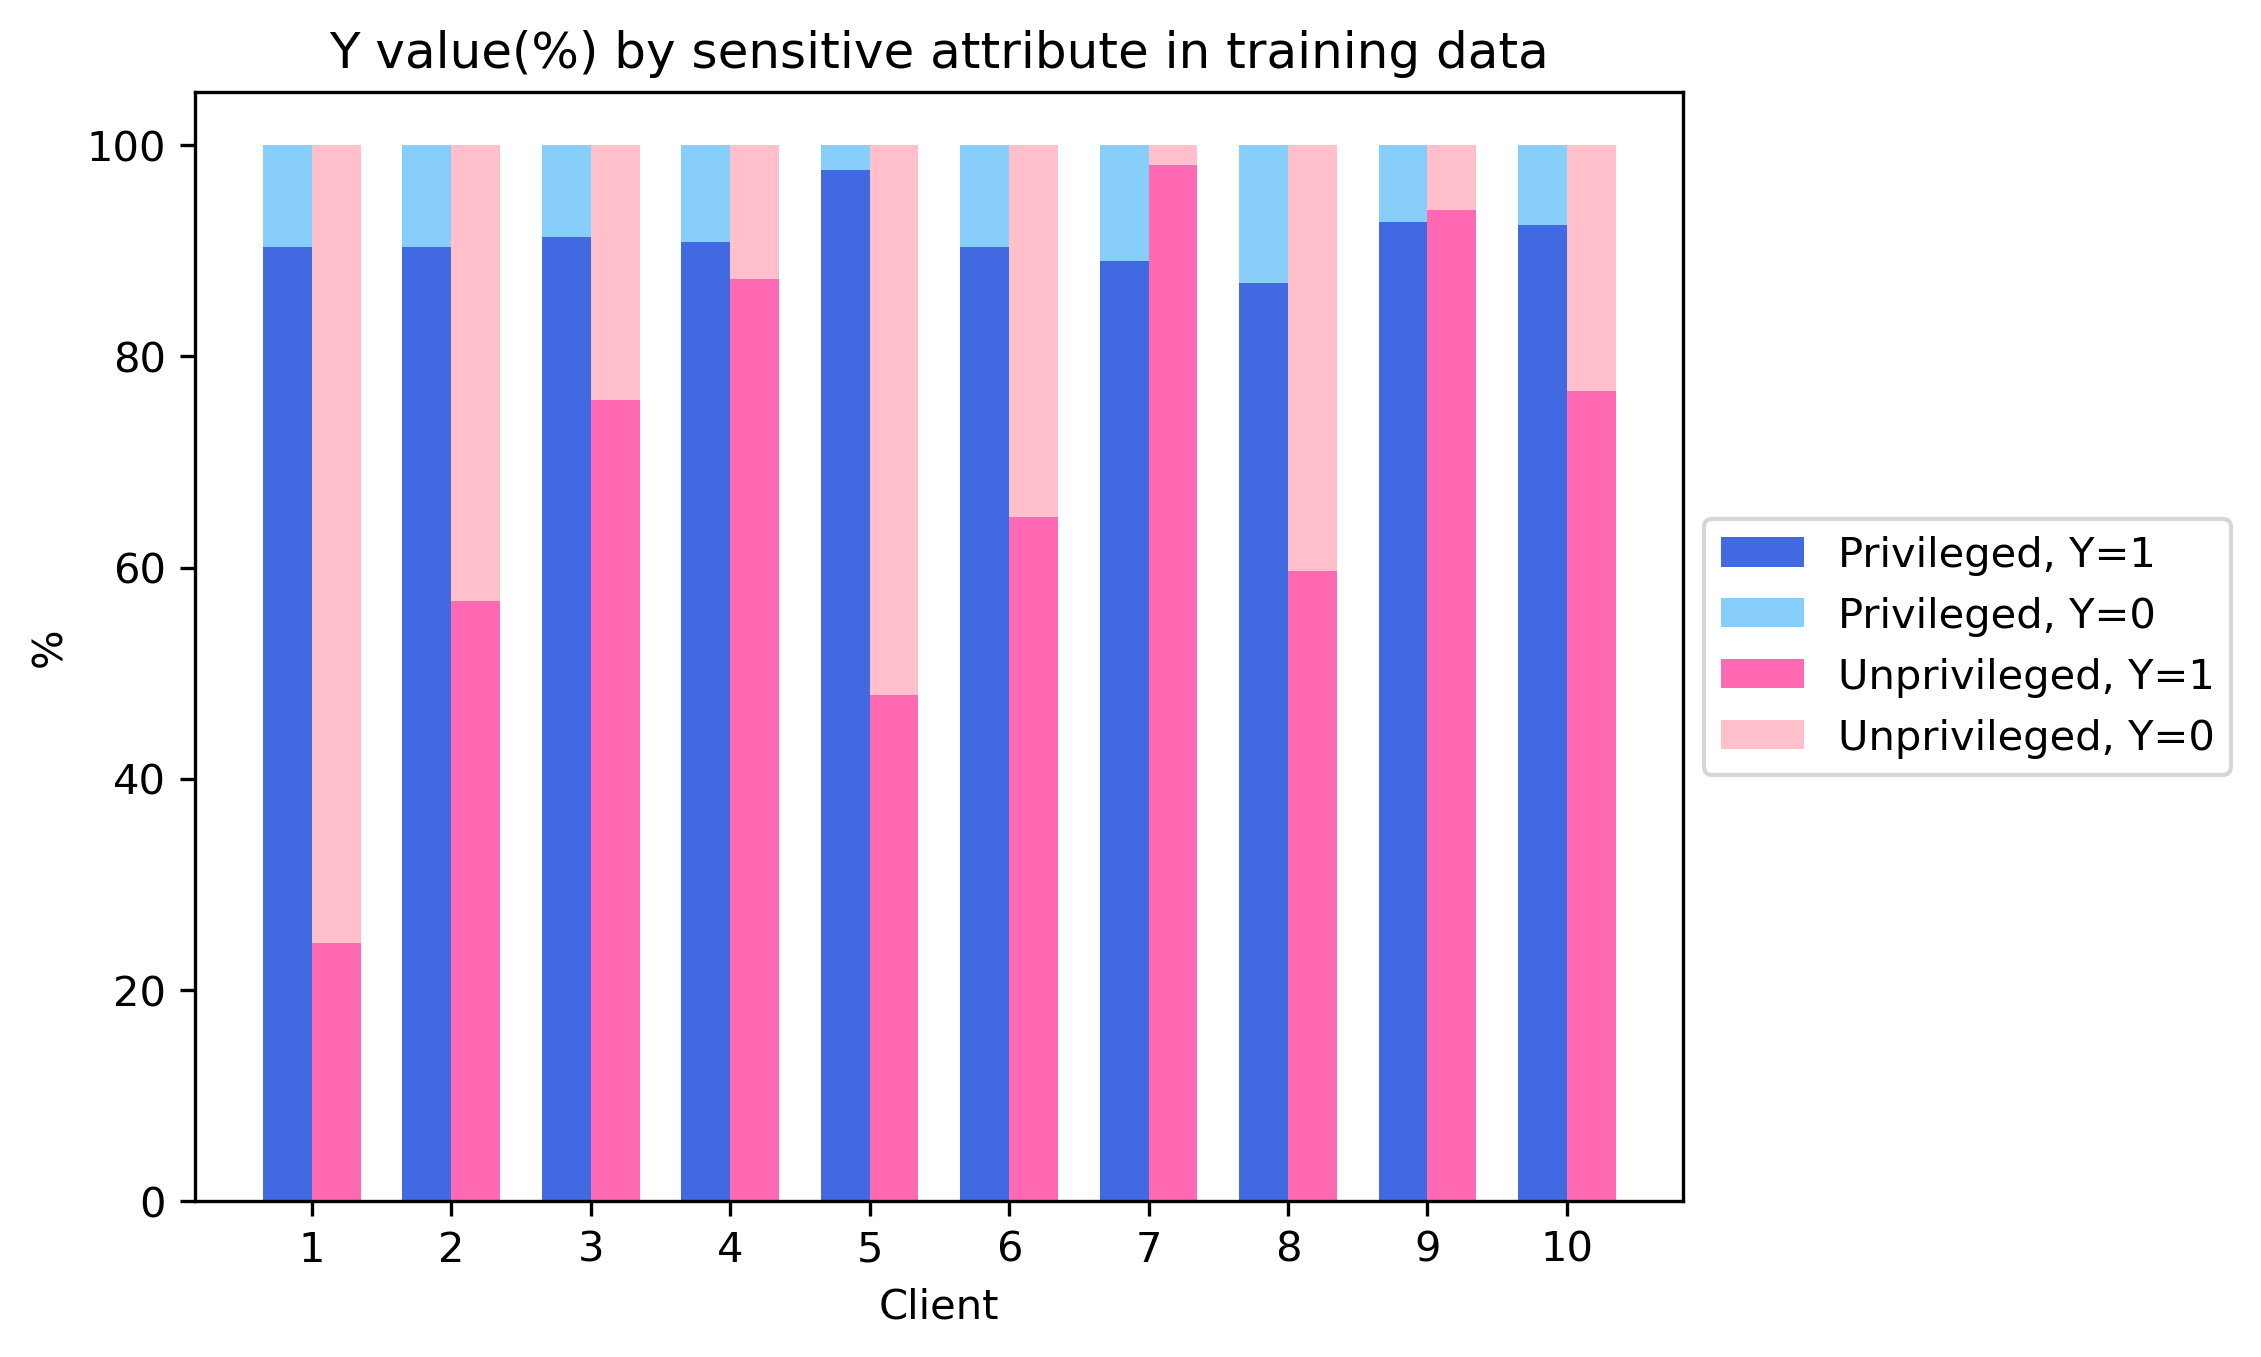 Y value(%) by sensitive attribute in training data
100
80
60
40
20
0
%
1 2 3 4 5 6 7 8 9 10
Client
Privileged, Y=1
Privileged, Y=0
Unprivileged, Y=1
Unprivileged, Y=0